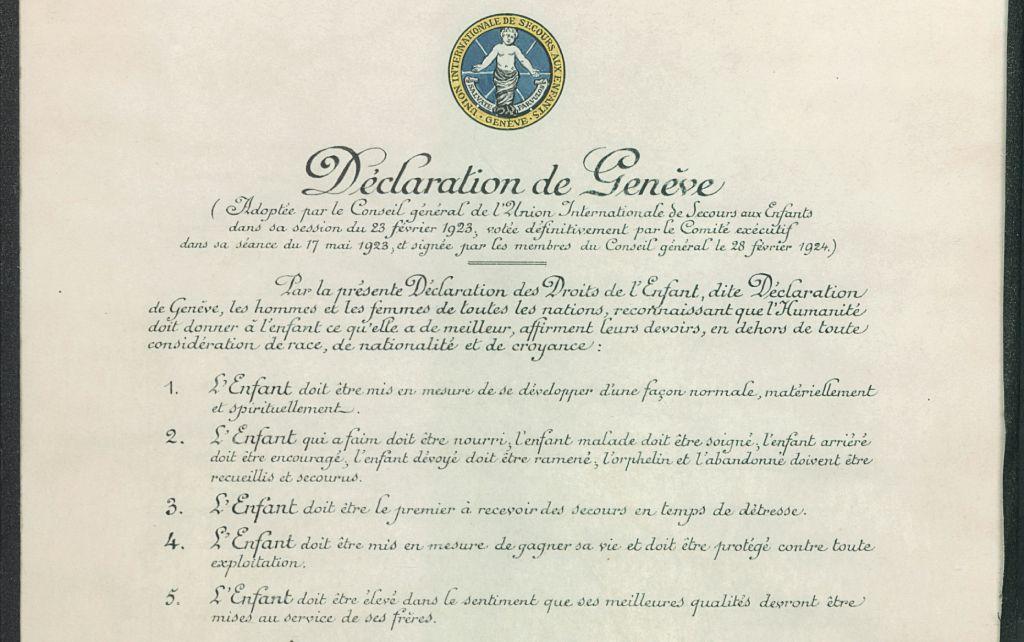 UNION INTERNATIONALE DE SECOURS AUX ENFANTS
SALVATE PARVULOS
· GENÈVE ·
Déclaration de Genève
( Adoptée par le Conseil général de l'Union Internationale de Secours aux Enfants
dans sa session du 23 février 1923, votée définitivement par le Comité exécutif
dans sa séance du 17 mai 1923, et signée par les membres du Conseil général le 28 février 1924.)
Par la présente Déclaration des Droits de l'Enfant, dite Déclaration
de Genève, les hommes et les femmes de toutes les nations, reconnaissant que l'Humanité
doit donner à l'enfant ce qu'elle a de meilleur, affirment leurs devoirs, en dehors de toute
considération de race, de nationalité et de croyance :
1. L'Enfant doit être mis en mesure de se développer d'une façon normale, matériellement
et spirituellement.
2. L'Enfant qui a faim doit être nourri; l'enfant malade doit être soigné; l'enfant arriéré
doit être encouragé; l'enfant dévoyé doit être ramené; l'orphelin et l'abandonné doivent être
recueillis et secourus.
3. L'Enfant doit être le premier à recevoir des secours en temps de détresse.
4. L'Enfant doit être mis en mesure de gagner sa vie et doit être protégé contre toute
exploitation.
5. L'Enfant doit être élevé dans le sentiment que ses meilleures qualités devront être
mises au service de ses frères.